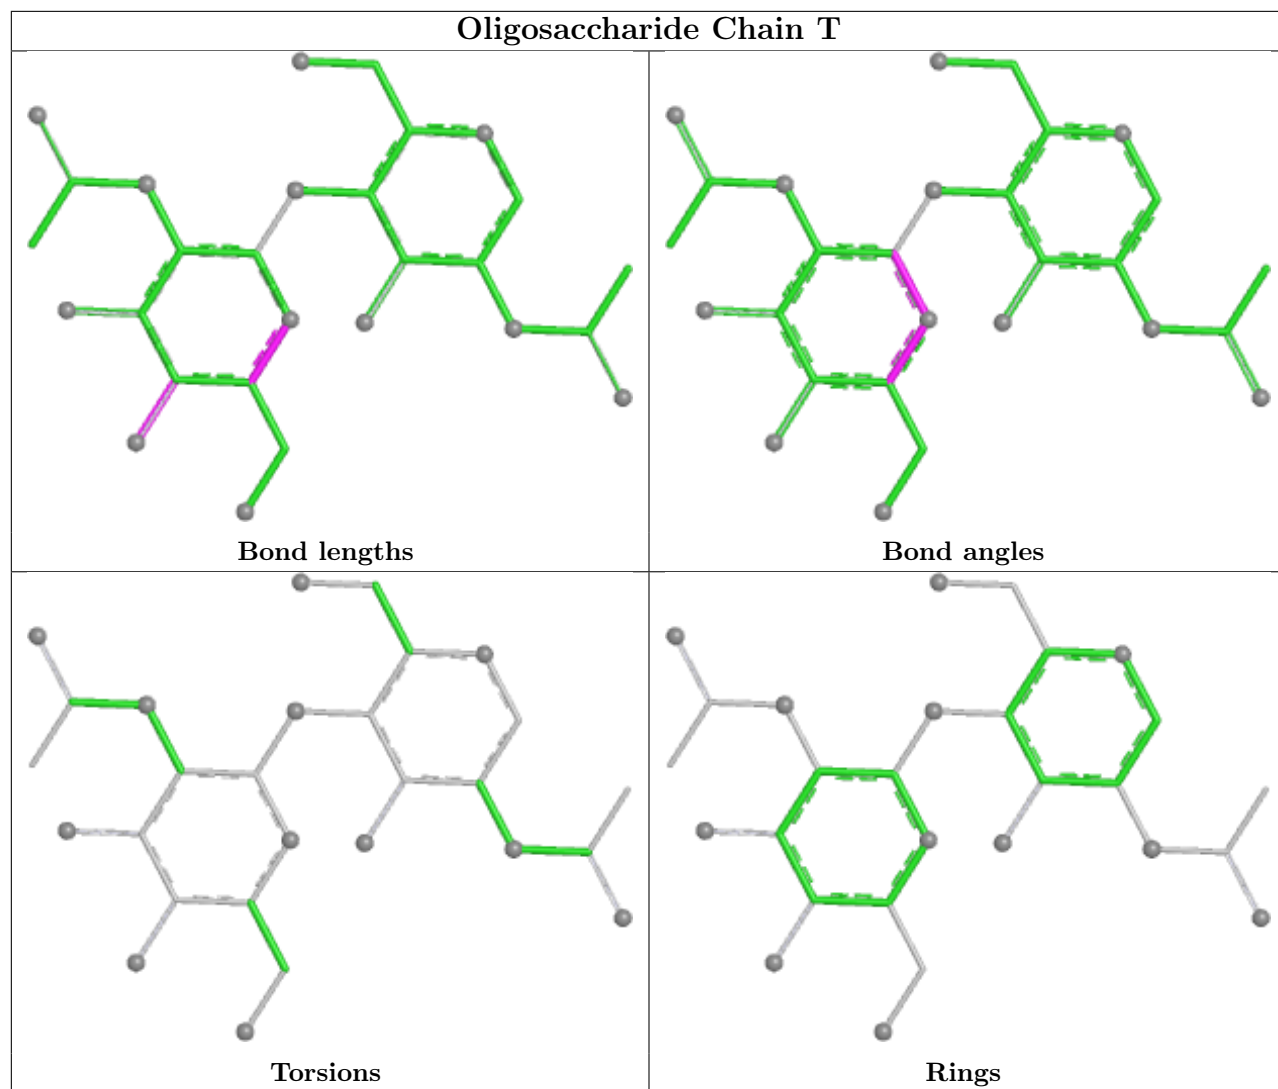 Oligosaccharide Chain T
Bond lengths
Bond angles
Torsions
Rings